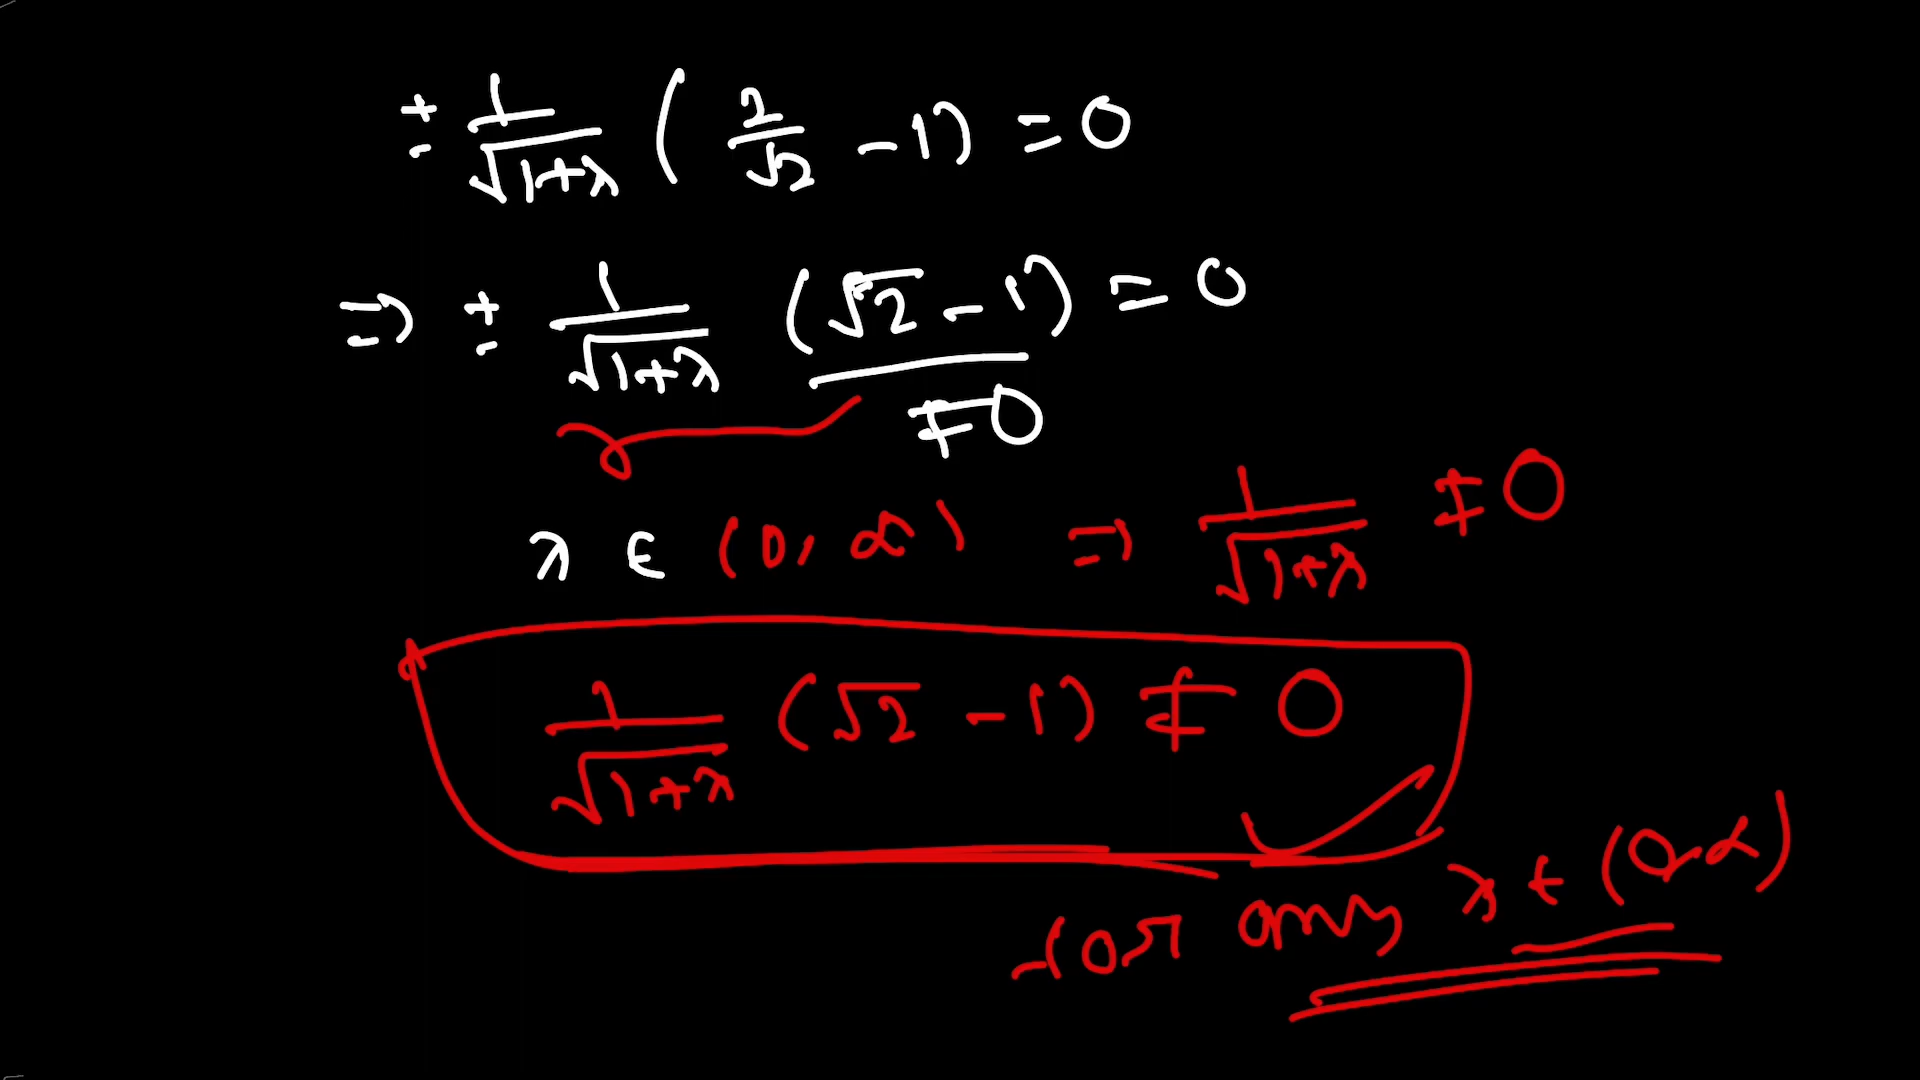 ± 1/√(1+λ) ( 2/√2 - 1) = 0
⇒ ± 1/√(1+λ) (√2 - 1) = 0
≠ 0
λ ∈ (0, ∝) ⇒ 1/√(1+λ) ≠ 0
1/√(1+λ) (√2 - 1) ≠ 0
for any λ ∈ (0, ∝)